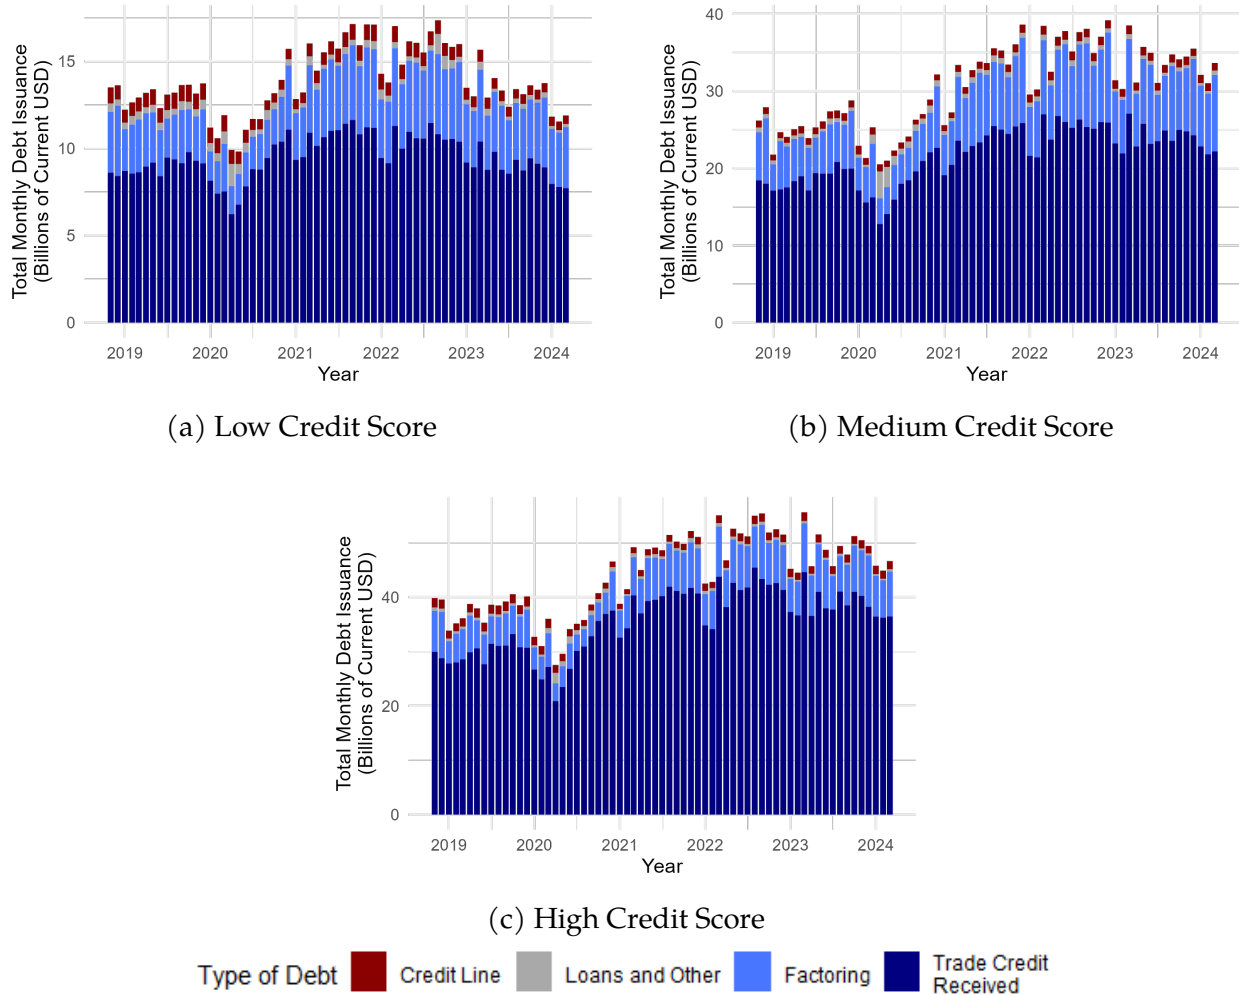 Total Monthly Debt Issuance
(Billions of Current USD)
15
10
5
0
2019 2020 2021 2022 2023 2024
Year
(a) Low Credit Score
Total Monthly Debt Issuance
(Billions of Current USD)
40
30
20
10
0
2019 2020 2021 2022 2023 2024
Year
(b) Medium Credit Score
Total Monthly Debt Issuance
(Billions of Current USD)
40
20
0
2019 2020 2021 2022 2023 2024
Year
(c) High Credit Score
Type of Debt Credit Line Loans and Other Factoring Trade Credit
Received